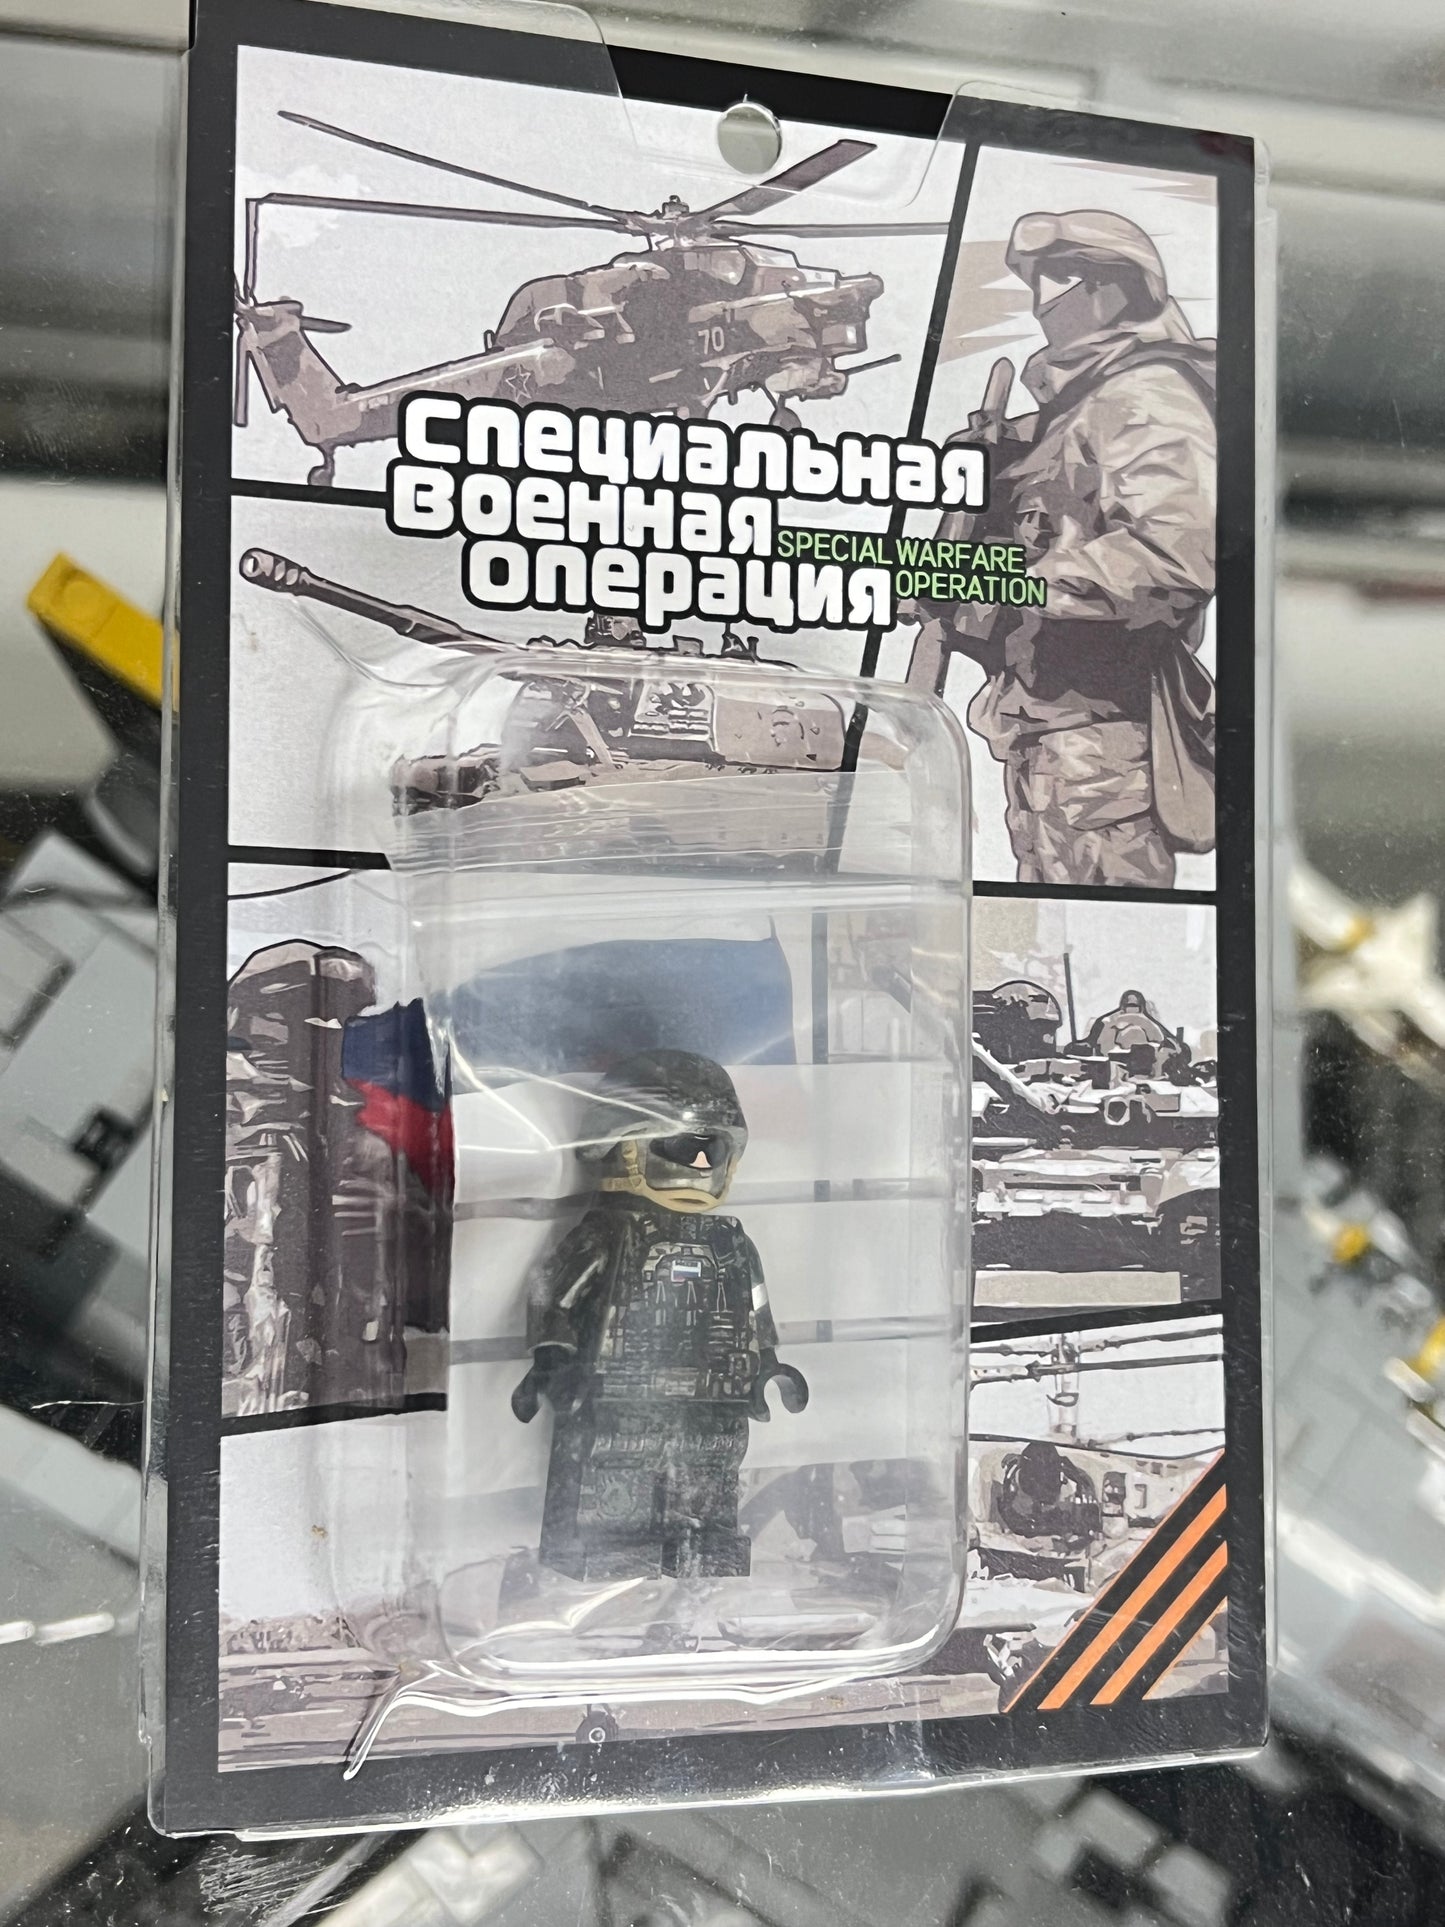 70
Специальная
Военная
Операция
SPECIAL WARFARE
OPERATION